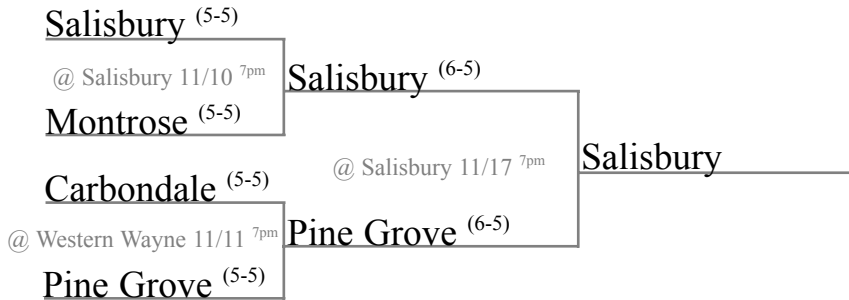 Salisbury (5-5)
@ Salisbury 11/10 7pm
Salisbury (6-5)
Montrose (5-5)
@ Salisbury 11/17 7pm
Salisbury
Carbondale (5-5)
@ Western Wayne 11/11 7pm
Pine Grove (6-5)
Pine Grove (5-5)